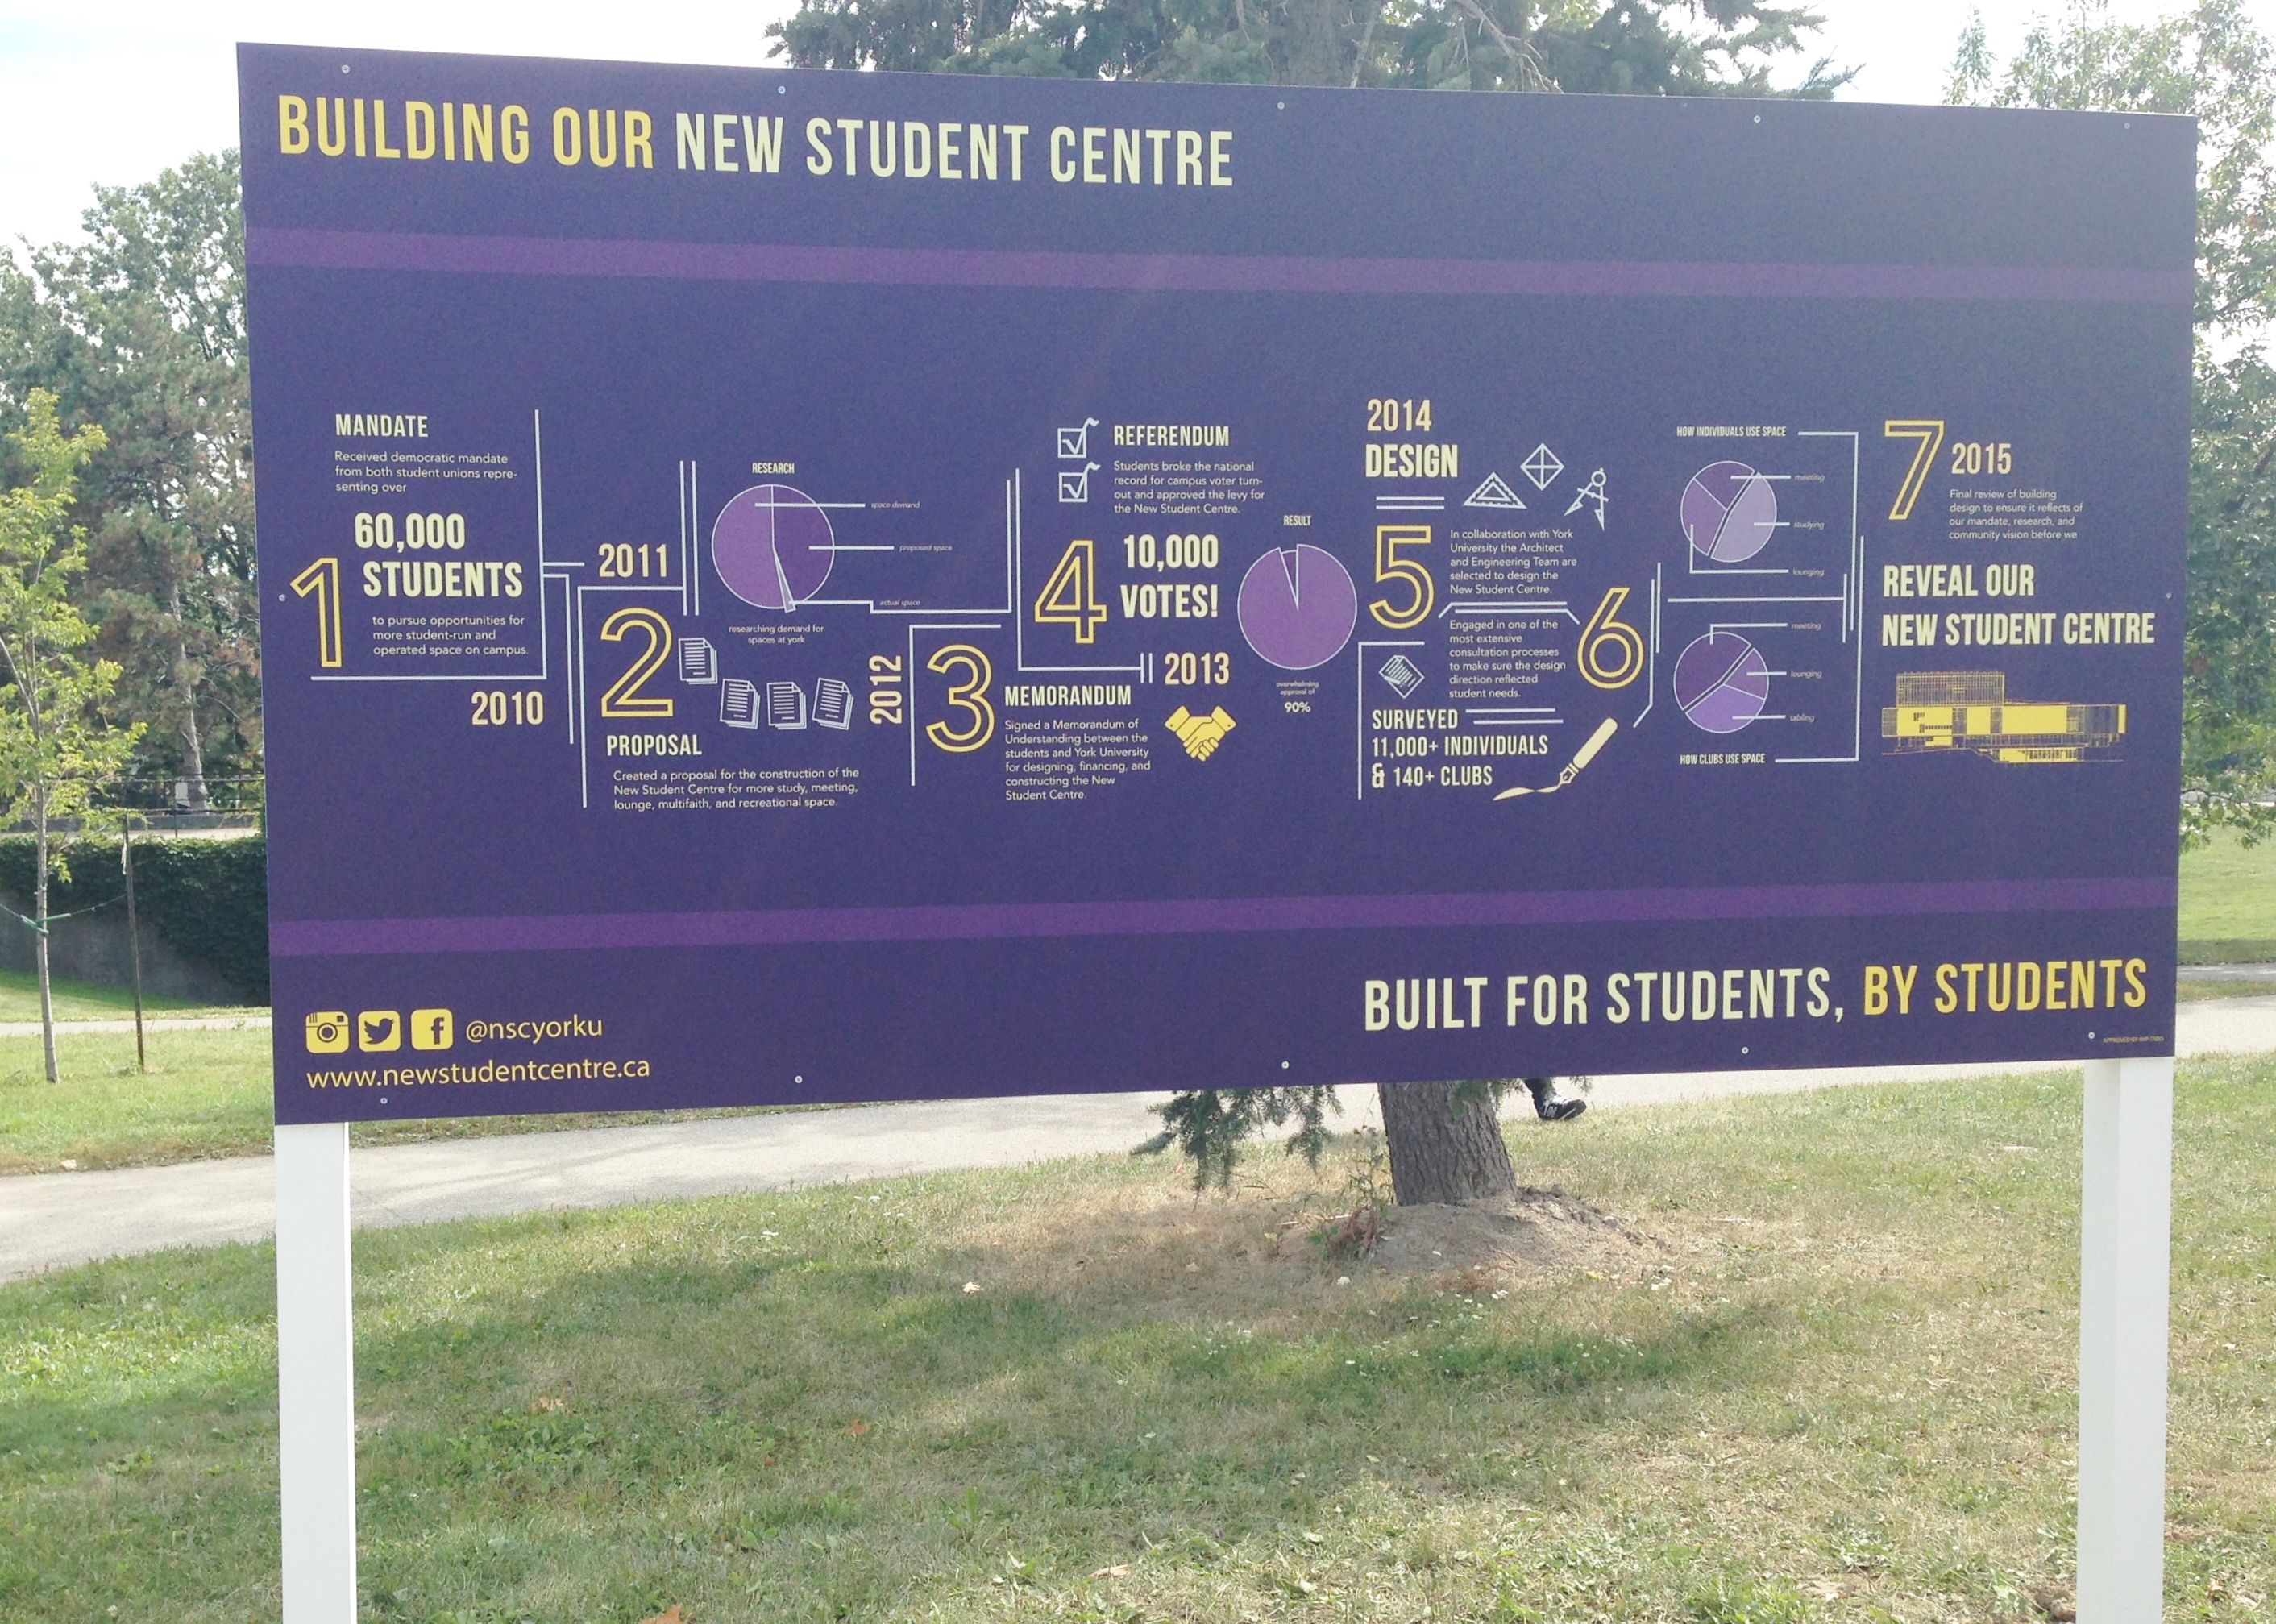 BUILDING OUR NEW STUDENT CENTRE
MANDATE
Received democratic mandate
from both student unions repre-
senting over
60,000
STUDENTS
1
to pursue opportunities for
more student-run and
operated space on campus.
2010
2011
2
PROPOSAL
Created a proposal for the construction of the
New Student Centre for more study, meeting,
lounge, multifaith, and recreational space.
RESEARCH
space demand
proposed space
actual space
researching demand for
spaces at york
2012
3
MEMORANDUM
Signed a Memorandum of
Understanding between the
students and York University
for designing, financing, and
constructing the New
Student Centre.
REFERENDUM
Students broke the national
record for campus voter turn-
out and approved the levy for
the New Student Centre.
4
10,000
VOTES!
2013
RESULT
overwhelming
approval of
90%
2014
DESIGN
5
In collaboration with York
University the Architect
and Engineering Team are
selected to design the
New Student Centre.
6
Engaged in one of the
most extensive
consultation processes
to make sure the design
direction reflected
student needs.
SURVEYED
11,000+ INDIVIDUALS
& 140+ CLUBS
HOW INDIVIDUALS USE SPACE
meeting
studying
lounging
meeting
lounging
tabling
HOW CLUBS USE SPACE
7
2015
Final review of building
design to ensure it reflects of
our mandate, research, and
community vision before we
REVEAL OUR
NEW STUDENT CENTRE
BUILT FOR STUDENTS, BY STUDENTS
@nscyorku
www.newstudentcentre.ca